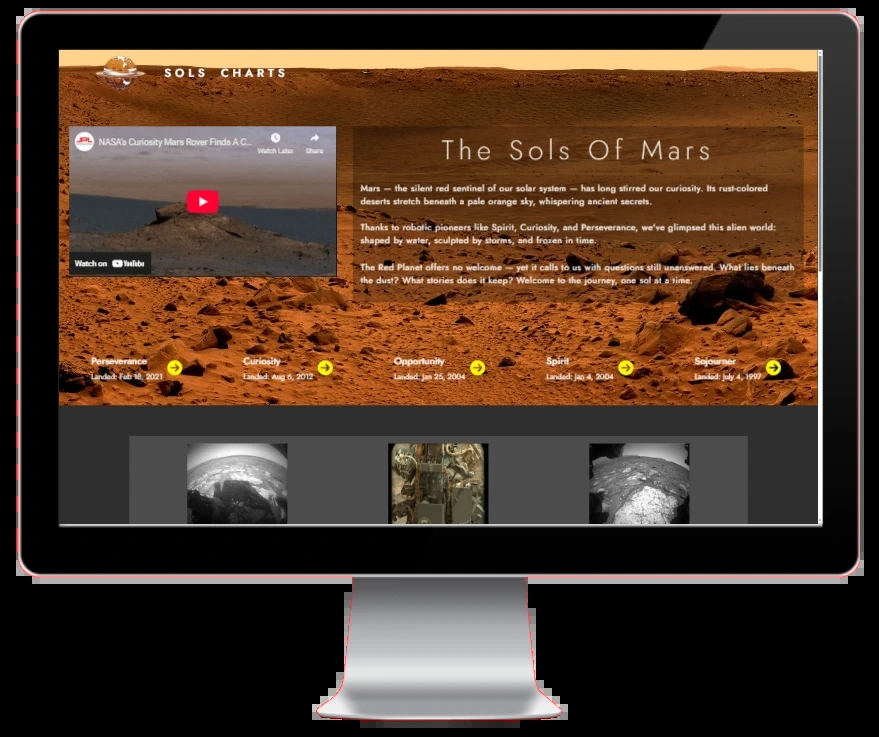 SOLS CHARTS
JPL
NASA's Curiosity Mars Rover Finds A C...
Watch Later
Share
Watch on YouTube
The Sols Of Mars
Mars — the silent red sentinel of our solar system — has long stirred our curiosity. Its rust-colored
deserts stretch beneath a pale orange sky, whispering ancient secrets.
Thanks to robotic pioneers like Spirit, Curiosity, and Perseverance, we've glimpsed this alien world:
shaped by water, sculpted by storms, and frozen in time.
The Red Planet offers no welcome — yet it calls to us with questions still unanswered. What lies beneath
the dust? What stories does it keep? Welcome to the journey, one sol at a time.
Perseverance
Landed: Feb 18, 2021
Curiosity
Landed: Aug 6, 2012
Opportunity
Landed: Jan 25, 2004
Spirit
Landed: Jan 4, 2004
Sojourner
Landed: July 4, 1997